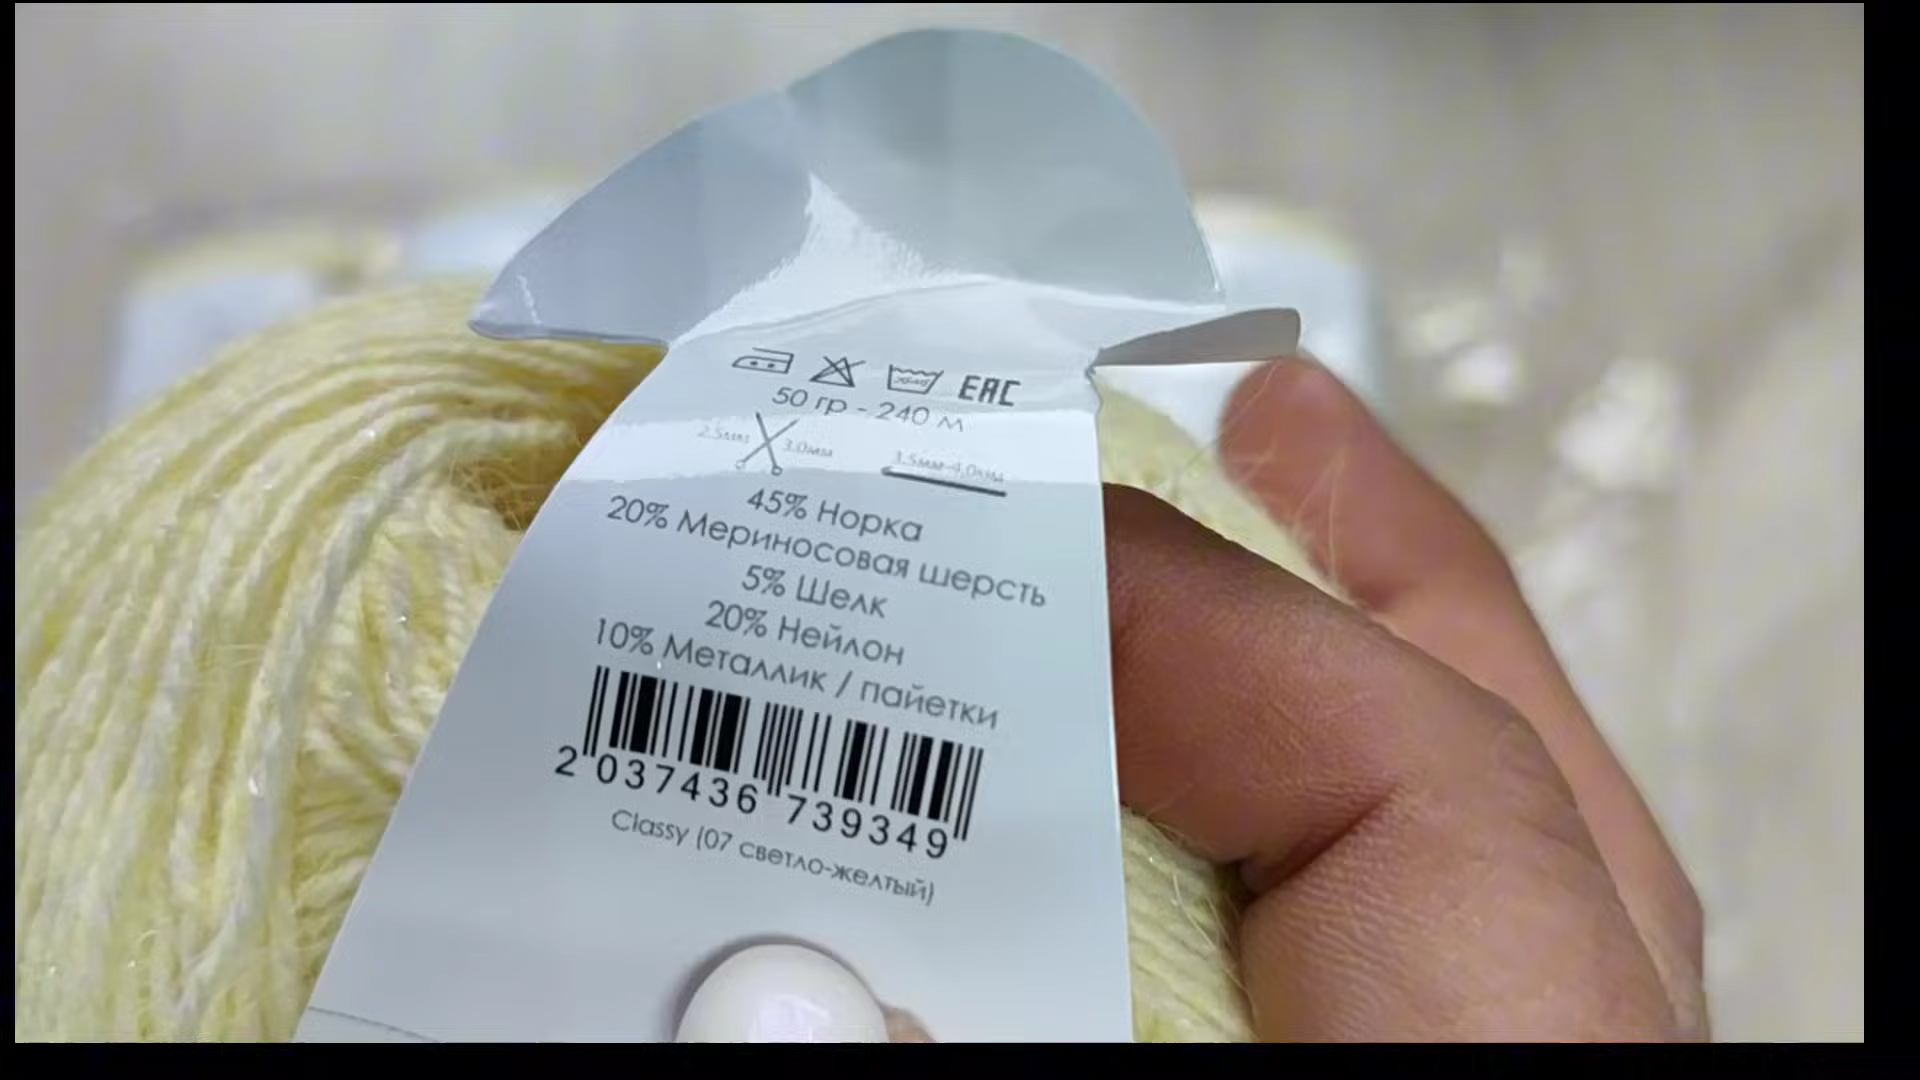 EAC
50 гр - 240 м
2.5мм 3.0мм
3.5мм-4.0мм
45% Норка
20% Мериносовая шерсть
5% Шелк
20% Нейлон
10% Металлик / пайетки
2 037436 739349
Classy (07 светло-желтый)